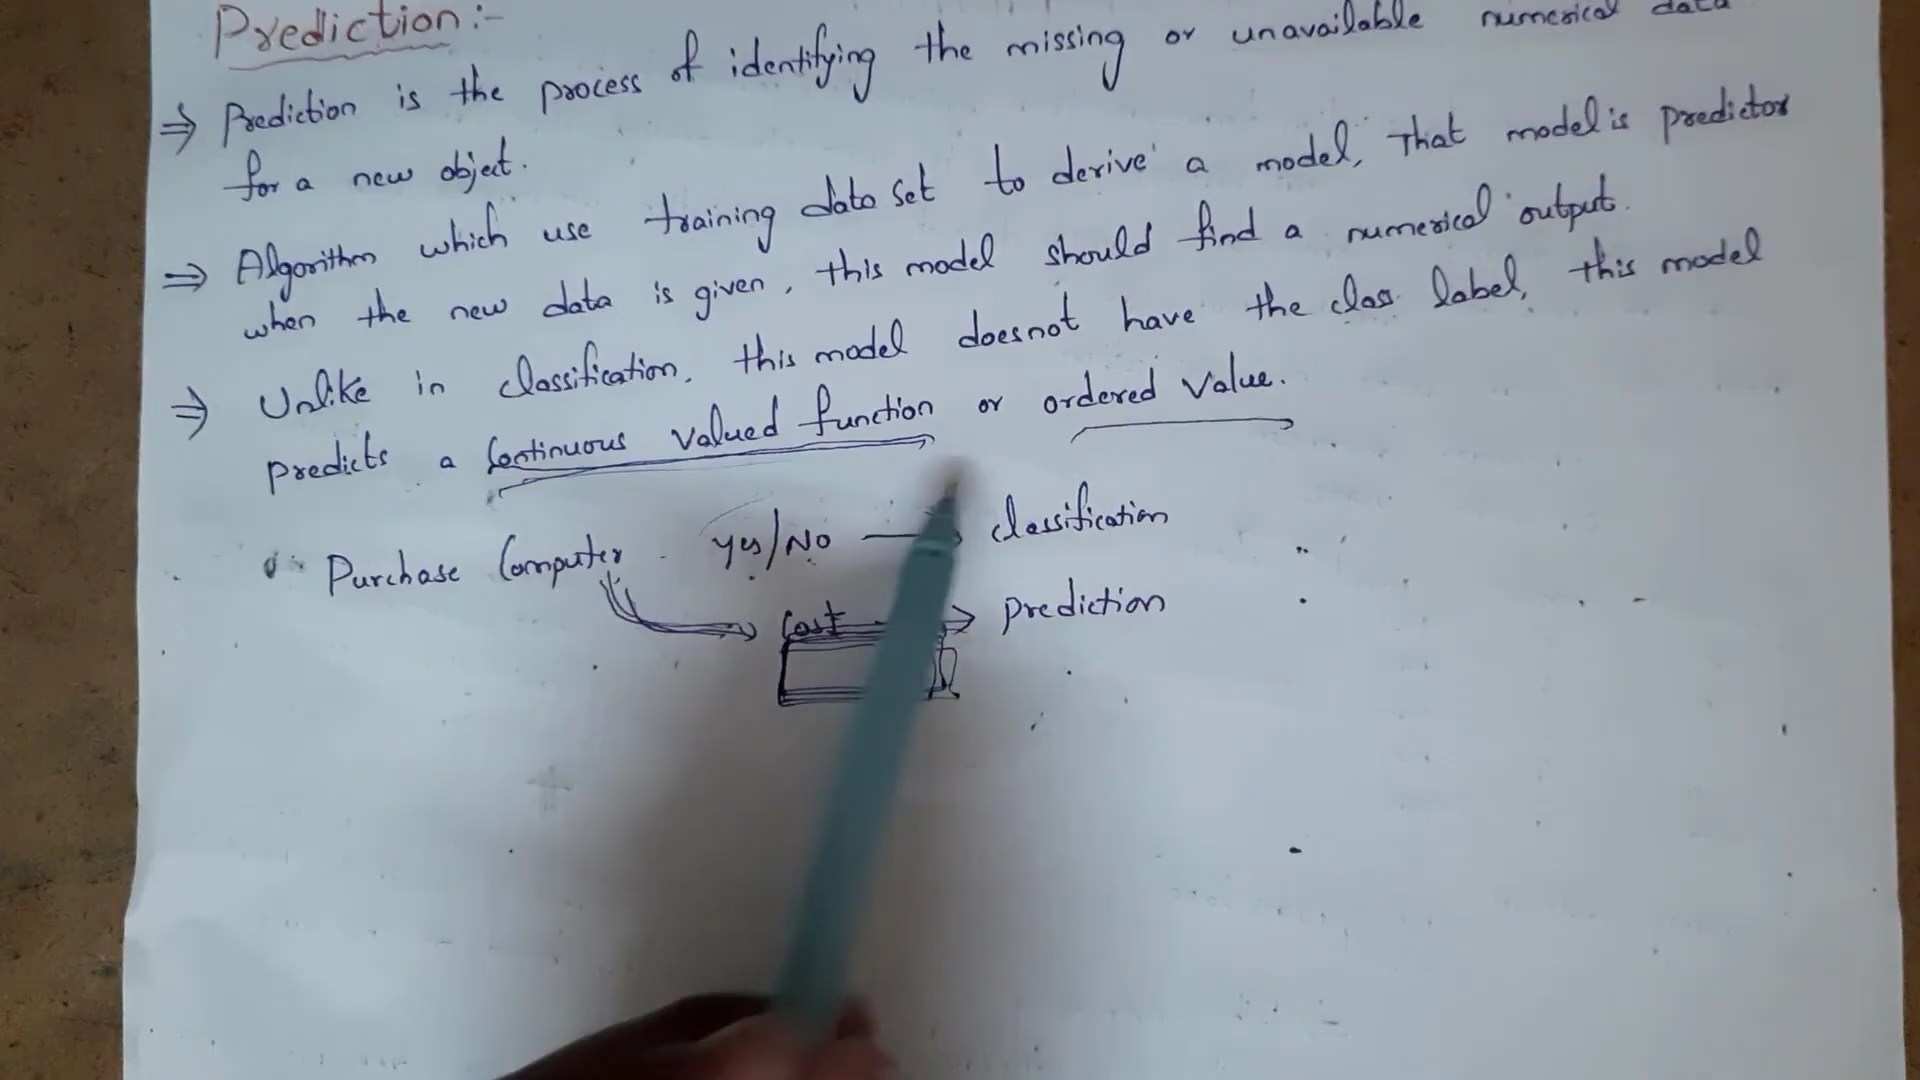 Prediction :-
⇒ Prediction is the process of identifying the missing or unavailable numerical data
for a new object.
⇒ Algorithm which use training data set to derive a model, That model is predictor
when the new data is given, this model should find a numerical output.
⇒ Unlike in classification, this model doesnot have the class label, this model
predicts a Continuous valued function or ordered value.
Purchase Computer yes/No → classification
Cost → prediction